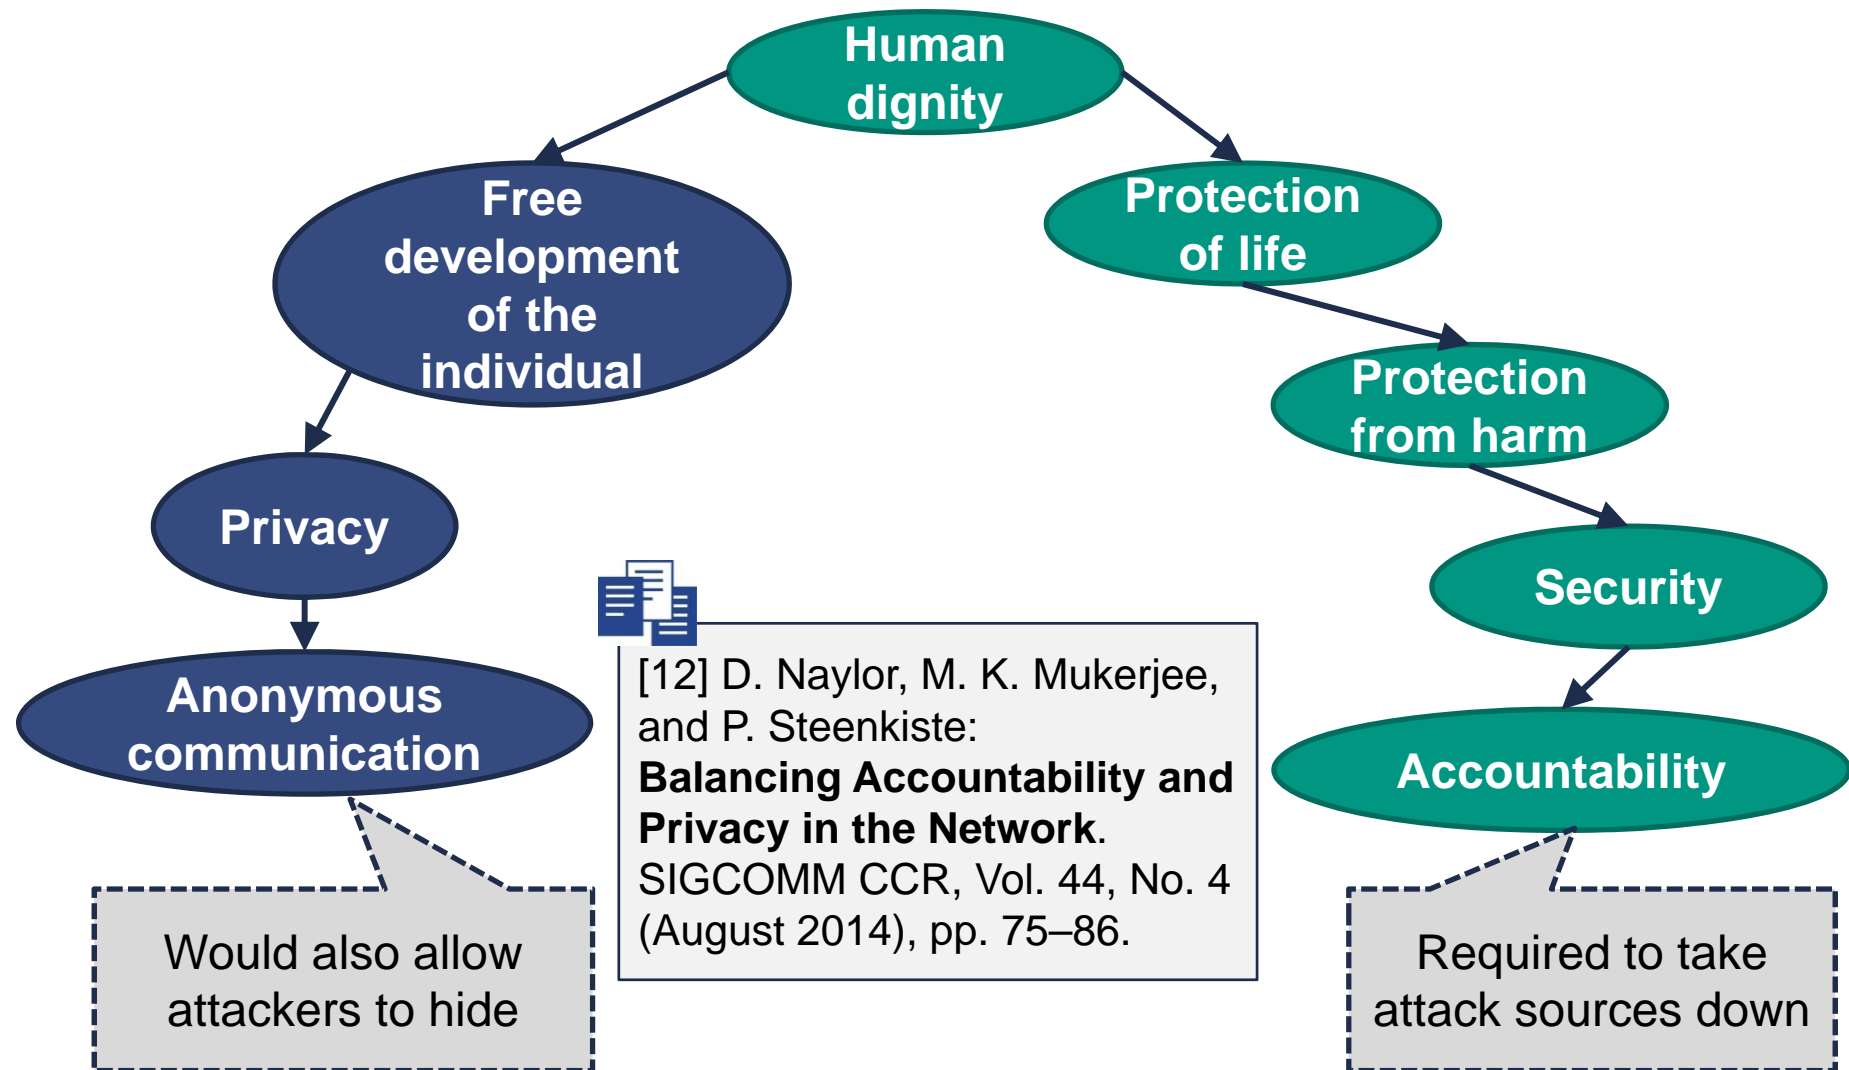 Human
dignity
Free
development
of the
individual
Protection
of life
Protection
from harm
Privacy
Security
Anonymous
communication
Accountability
[12] D. Naylor, M. K. Mukerjee,
and P. Steenkiste:
Balancing Accountability and
Privacy in the Network.
SIGCOMM CCR, Vol. 44, No. 4
(August 2014), pp. 75–86.
Would also allow
attackers to hide
Required to take
attack sources down